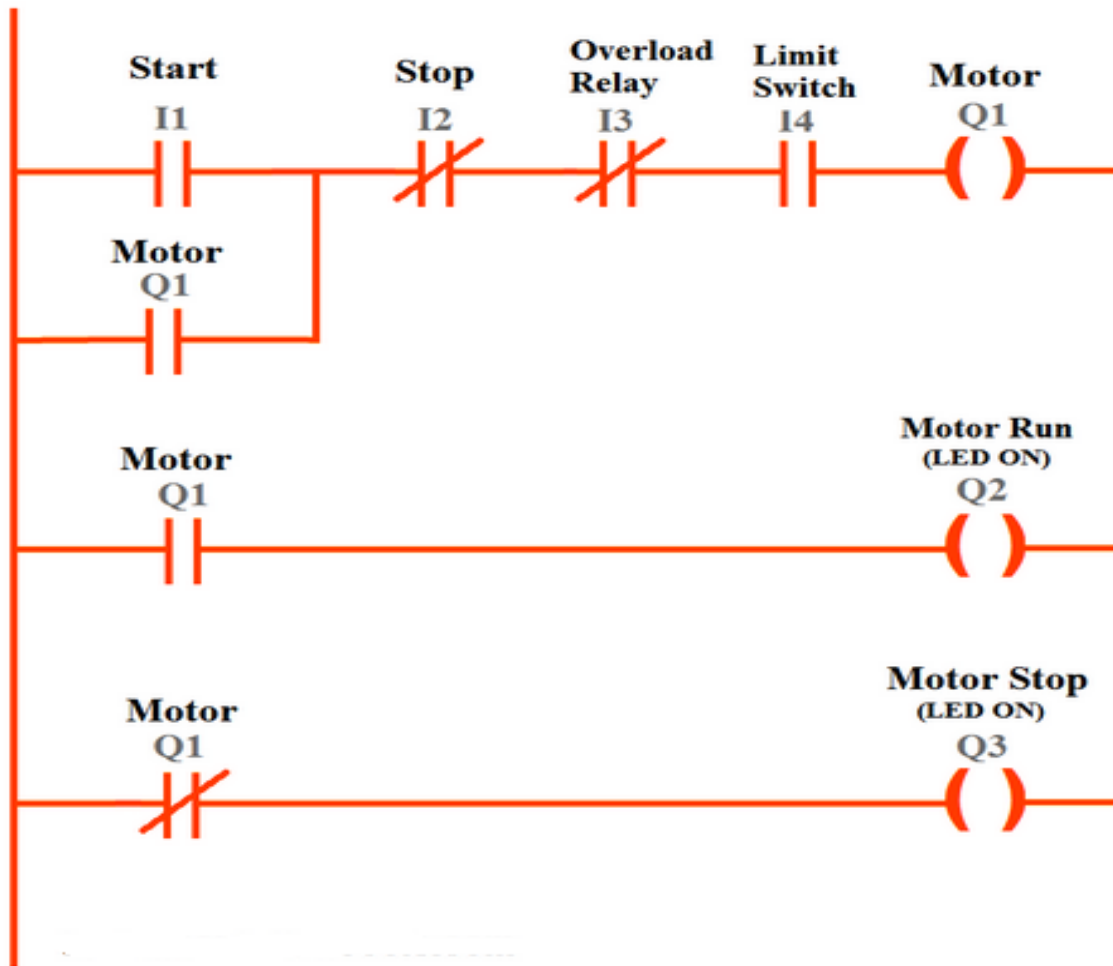 Start
I1
Stop
I2
Overload
Relay
I3
Limit
Switch
I4
Motor
Q1
Motor
Q1
Motor
Q1
Motor Run
(LED ON)
Q2
Motor
Q1
Motor Stop
(LED ON)
Q3